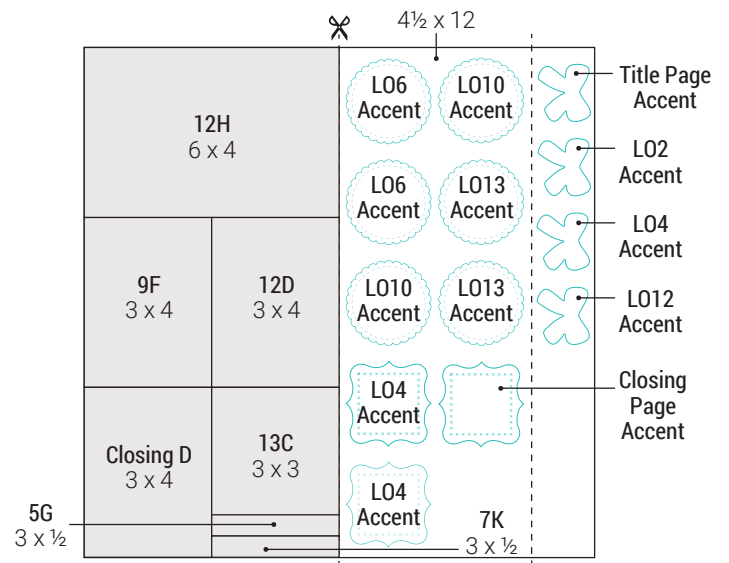 4½ x 12
12H
6 x 4
LO6
Accent
LO10
Accent
Title Page
Accent
LO2
Accent
LO6
Accent
LO13
Accent
LO4
Accent
9F
3 x 4
12D
3 x 4
LO10
Accent
LO13
Accent
LO12
Accent
LO4
Accent
Closing
Page
Accent
Closing D
3 x 4
13C
3 x 3
LO4
Accent
5G
3 x ½
7K
3 x ½